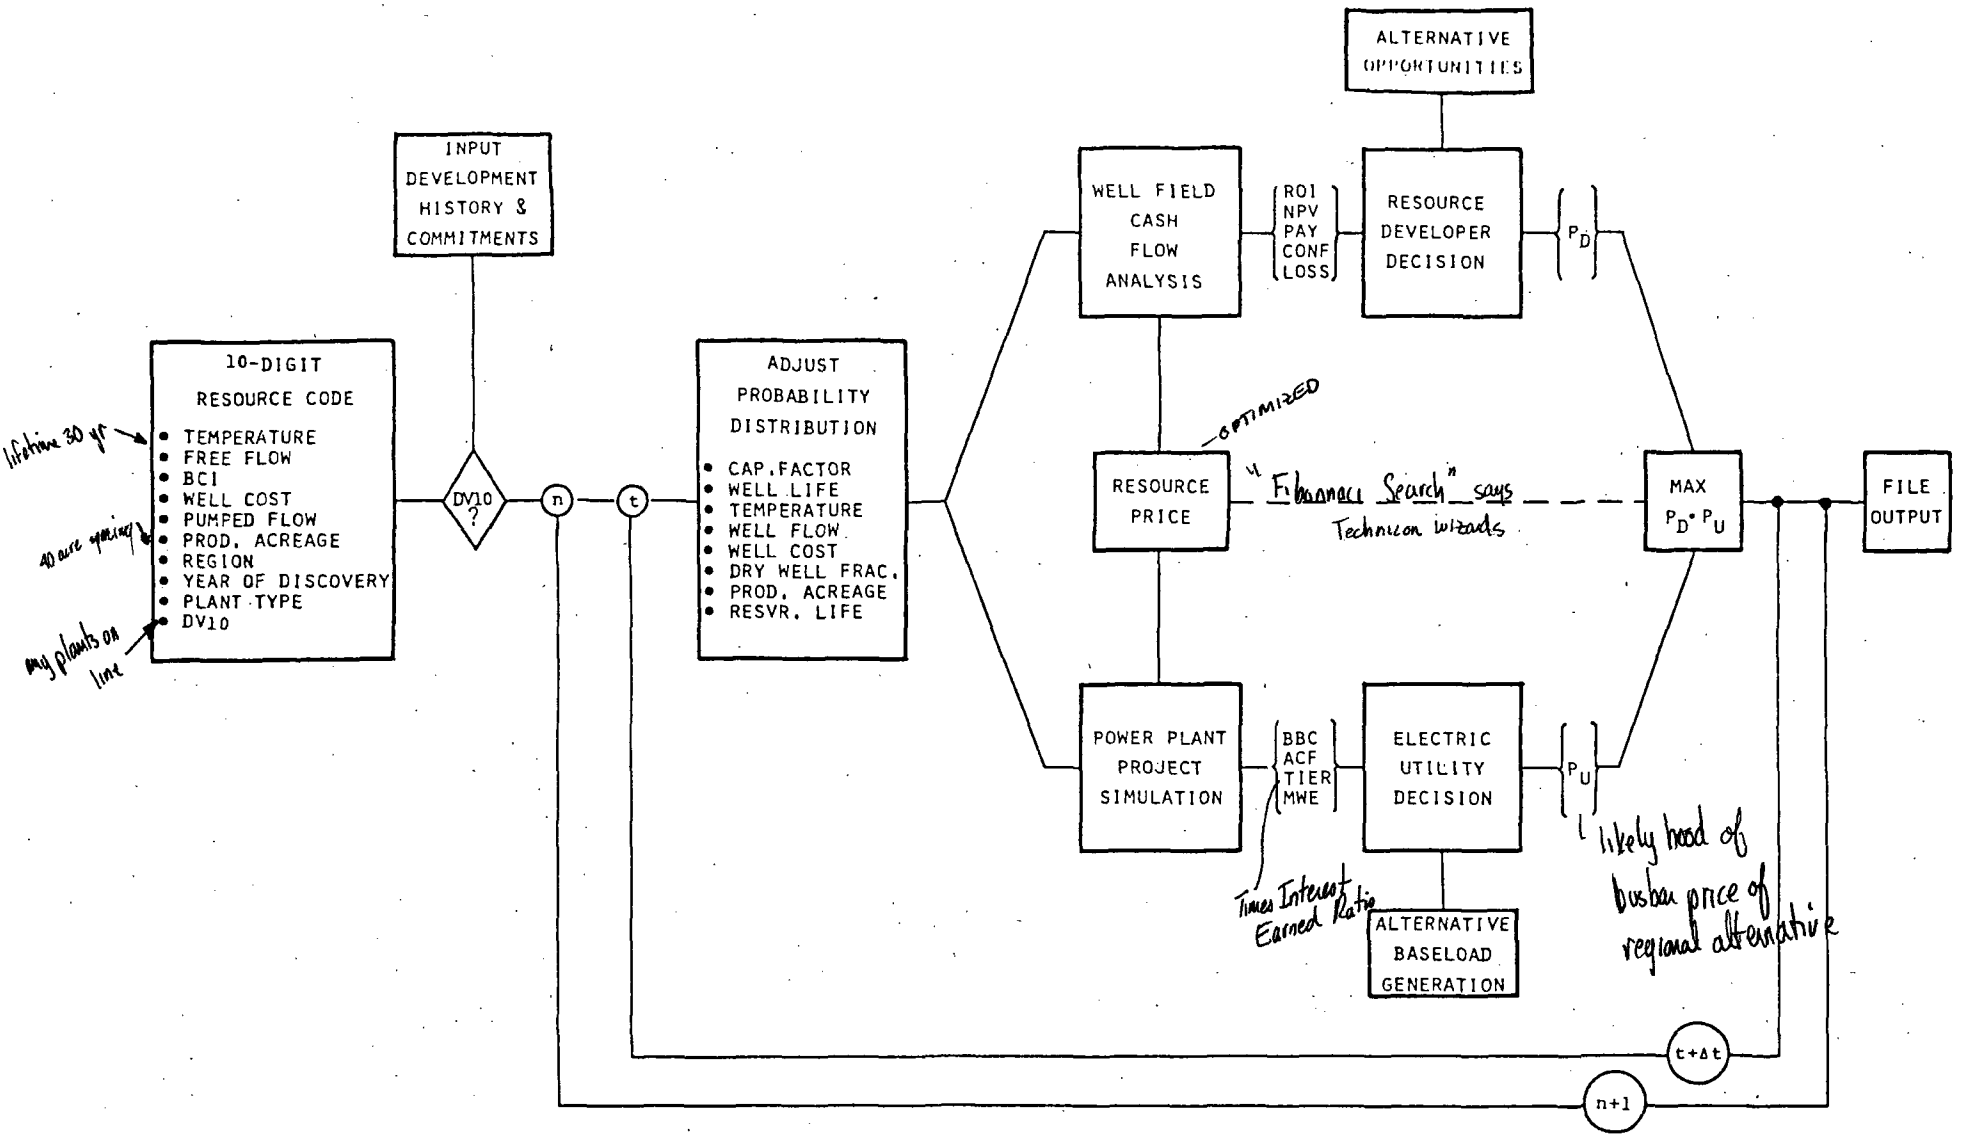 ALTERNATIVE
OPPORTUNITIES
INPUT
DEVELOPMENT
HISTORY &
COMMITMENTS
10-DIGIT
RESOURCE CODE
• TEMPERATURE
• FREE FLOW
• BCI
• WELL COST
• PUMPED FLOW
• PROD. ACREAGE
• REGION
• YEAR OF DISCOVERY
• PLANT TYPE
• DV10
lifetime 30 yr
40 acre spacing
plants on
line
DV10
?
n
t
ADJUST
PROBABILITY
DISTRIBUTION
• CAP. FACTOR
• WELL LIFE
• TEMPERATURE
• WELL FLOW
• WELL COST
• DRY WELL FRAC.
• PROD. ACREAGE
• RESVR. LIFE
WELL FIELD
CASH
FLOW
ANALYSIS
ROI
NPV
PAY
CONF
LOSS
RESOURCE
DEVELOPER
DECISION
P_D
OPTIMIZED
RESOURCE
PRICE
"Fibannaci Search" says
Technicon wizards
MAX
P_D • P_U
FILE
OUTPUT
POWER PLANT
PROJECT
SIMULATION
BBC
ACF
TIER
MWE
Times Interest
Earned Ratio
ELECTRIC
UTILITY
DECISION
P_U
likely hood of
busbar price of
regional alternative
ALTERNATIVE
BASELOAD
GENERATION
t+Δt
n+1